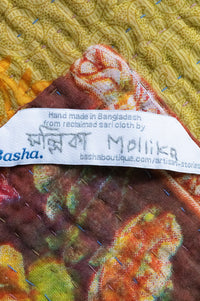 Hand made in Bangladesh
from reclaimed sari cloth by
মল্লিকা Mollika
Basha.
bashaboutique.com/artisan-stories